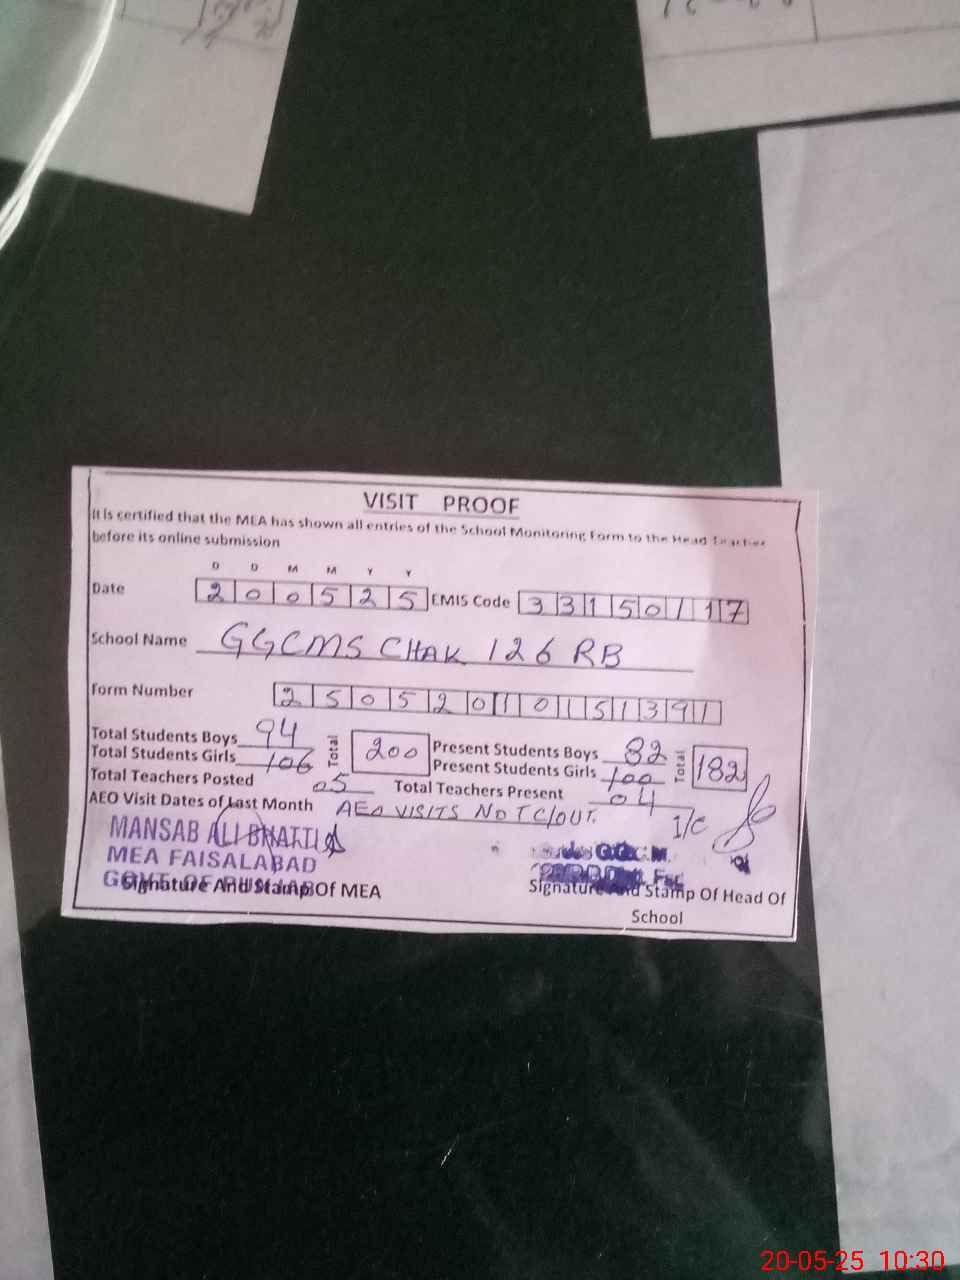 VISIT PROOF
It is certified that the MEA has shown all entries of the School Monitoring Form to the Head Teacher
before its online submission
D D M M Y Y
Date 2 0 0 5 2 5 EMIS Code 3 3 1 5 0 1 1 7
School Name GGCMS CHAK 126 RB
Form Number 2 5 0 5 2 0 1 0 1 5 1 3 9 1
Total Students Boys 94 Total 200 Present Students Boys 82 Total 182
Total Students Girls 106 Present Students Girls 100
Total Teachers Posted 05 Total Teachers Present 04
AEO Visit Dates of Last Month AEO VISITS NOT C/OUT. I/C
MANSAB ALI BHATTI
MEA FAISALABAD
GOVT. OF PUNJAB
Signature And Stamp Of MEA Signature And Stamp Of Head Of
School
20-05-25 10:30